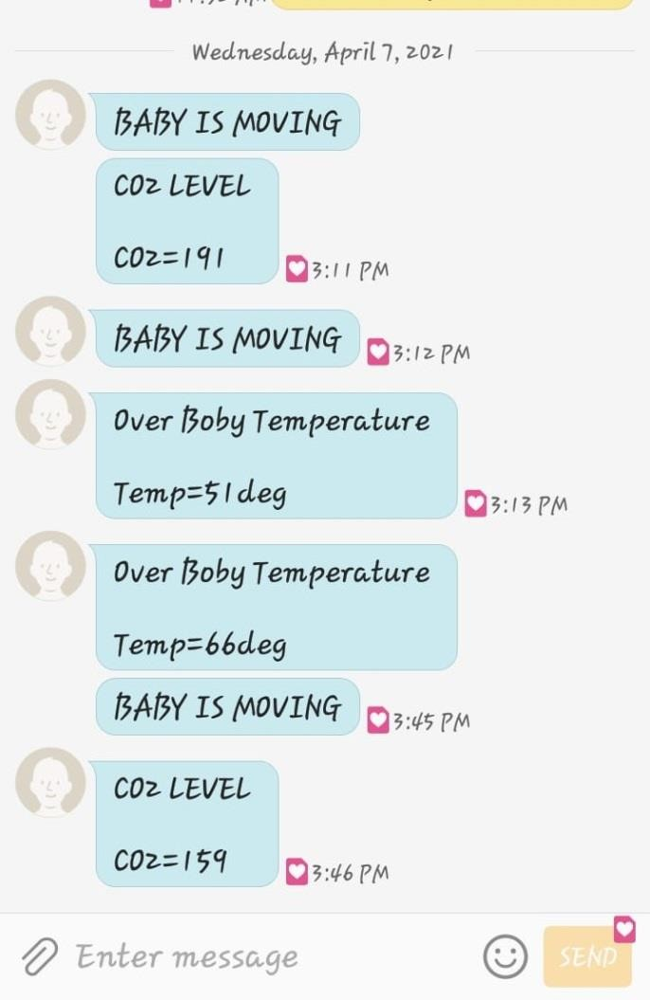 Wednesday, April 7, 2021
BABY IS MOVING
CO2 LEVEL
CO2=191
3:11 PM
BABY IS MOVING
3:12 PM
Over Boby Temperature
Temp=51deg
3:13 PM
Over Boby Temperature
Temp=66deg
BABY IS MOVING
3:45 PM
CO2 LEVEL
CO2=159
3:46 PM
Enter message
SEND